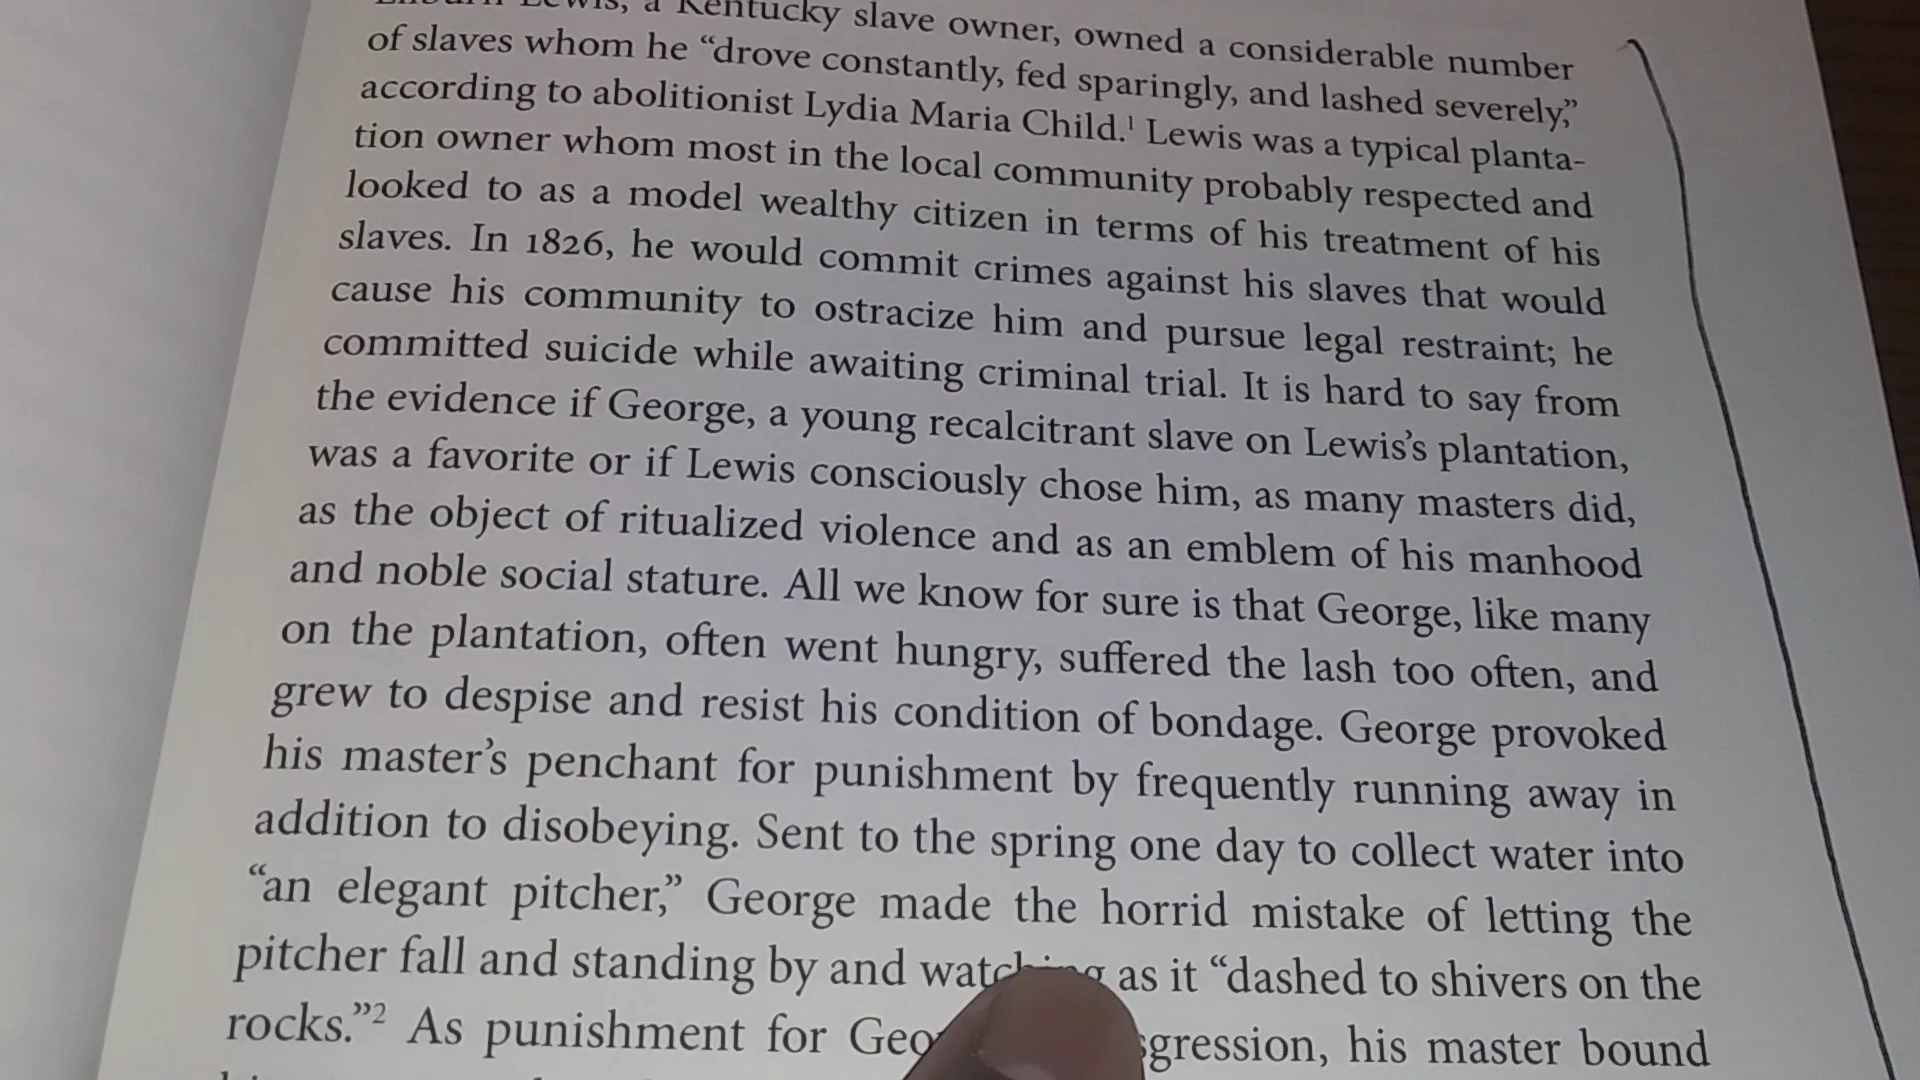 Lewis, a Kentucky slave owner, owned a considerable number
of slaves whom he “drove constantly, fed sparingly, and lashed severely,”
according to abolitionist Lydia Maria Child.¹ Lewis was a typical planta-
tion owner whom most in the local community probably respected and
looked to as a model wealthy citizen in terms of his treatment of his
slaves. In 1826, he would commit crimes against his slaves that would
cause his community to ostracize him and pursue legal restraint; he
committed suicide while awaiting criminal trial. It is hard to say from
the evidence if George, a young recalcitrant slave on Lewis’s plantation,
was a favorite or if Lewis consciously chose him, as many masters did,
as the object of ritualized violence and as an emblem of his manhood
and noble social stature. All we know for sure is that George, like many
on the plantation, often went hungry, suffered the lash too often, and
grew to despise and resist his condition of bondage. George provoked
his master’s penchant for punishment by frequently running away in
addition to disobeying. Sent to the spring one day to collect water into
“an elegant pitcher,” George made the horrid mistake of letting the
pitcher fall and standing by and watching as it “dashed to shivers on the
rocks.”² As punishment for his master bound